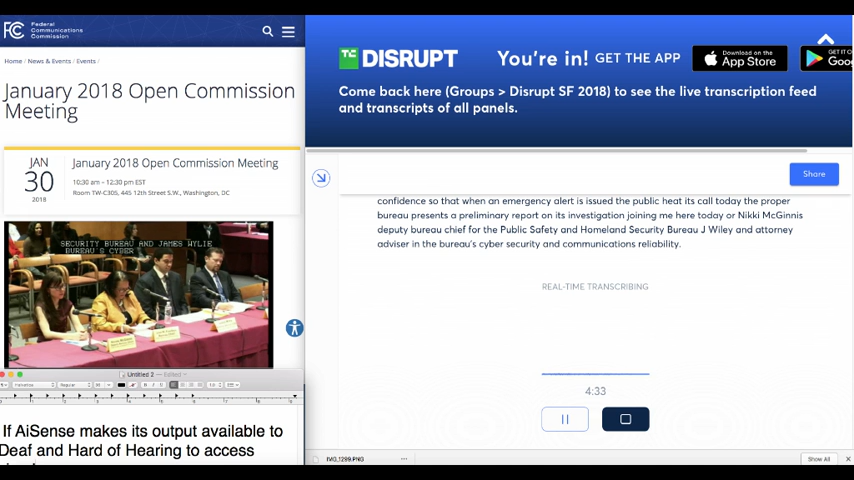 FCC
Federal
Communications
Commission
Home / News & Events / Events /
January 2018 Open Commission
Meeting
JAN
30
2018
January 2018 Open Commission Meeting
10:30 am – 12:30 pm EST
Room TW-C305, 445 12th Street S.W., Washington, DC
SECURITY BUREAU AND JAMES WYLIE
BUREAU'S CYBER
Untitled 2 — Edited
Helvetica
Regular
If AiSense makes its output available to
Deaf and Hard of Hearing to access
TC DISRUPT
You're in! GET THE APP
Download on the
App Store
Goo
Come back here (Groups > Disrupt SF 2018) to see the live transcription feed
and transcripts of all panels.
Share
confidence so that when an emergency alert is issued the public heat its call today the proper
bureau presents a preliminary report on its investigation joining me here today or Nikki McGinnis
deputy bureau chief for the Public Safety and Homeland Security Bureau J Wiley and attorney
adviser in the bureau's cyber security and communications reliability.
REAL-TIME TRANSCRIBING
4:33
IMG_1299.PNG
Show All